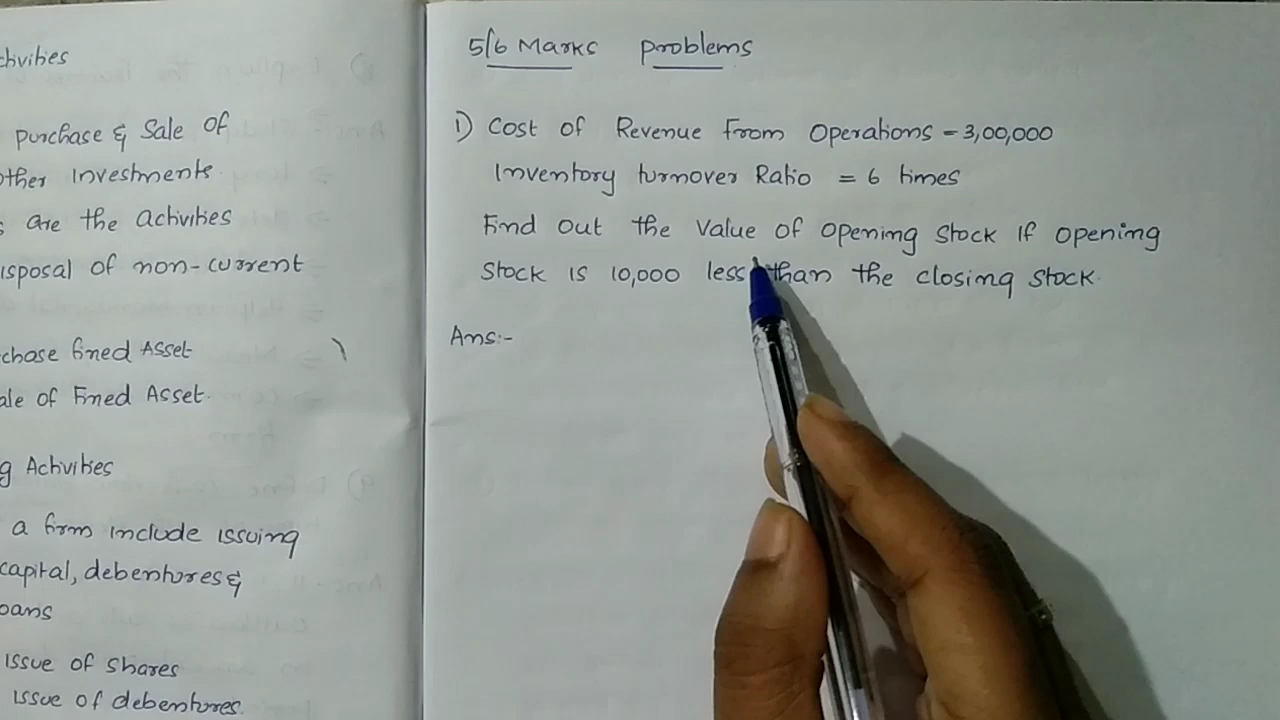 ctivities
purchase & Sale of
other Investments.
s are the activities
isposal of non-current
chase fined Asset
ale of Fined Asset.
g Activities
a firm include issuing
capital, debentures &
oans
issue of shares
issue of debentures.
5/6 Marks problems
1) Cost of Revenue From Operations - 3,00,000
Inventory turnover Ratio = 6 times
Find out the value of opening stock If opening
Stock is 10,000 less than the closing stock.
Ans:-